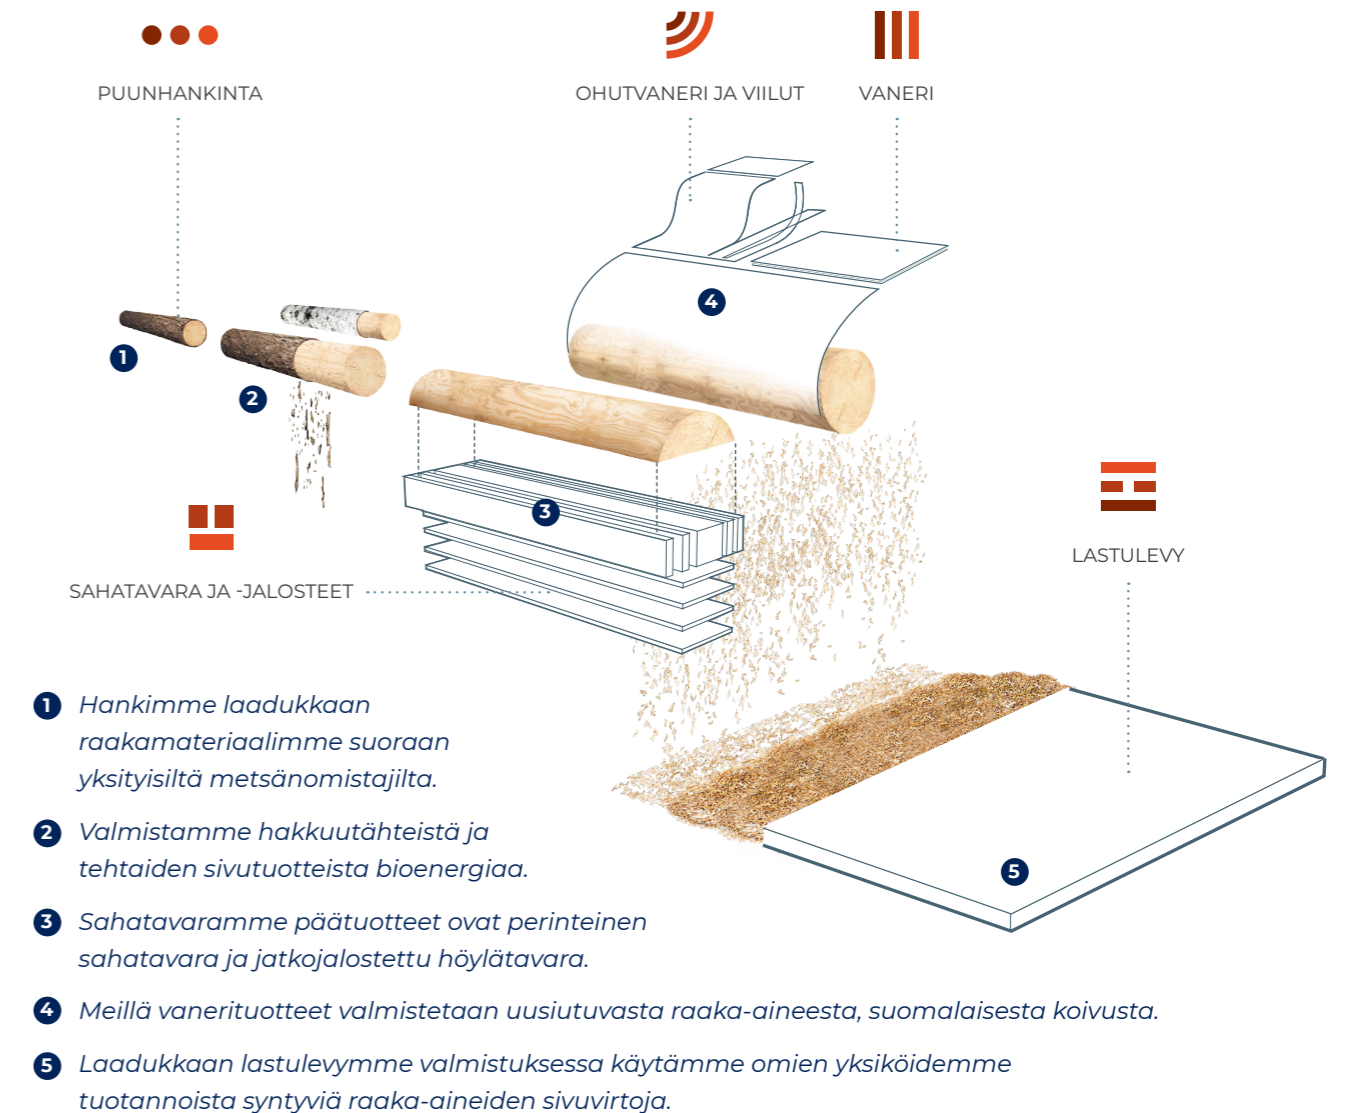 PUUNHANKINTA
OHUTVANERI JA VIILUT
VANERI
4
1
2
3
LASTULEVY
SAHATAVARA JA -JALOSTEET
5
1 Hankimme laadukkaan
raakamateriaalimme suoraan
yksityisiltä metsänomistajilta.
2 Valmistamme hakkuutähteistä ja
tehtaiden sivutuotteista bioenergiaa.
3 Sahatavaramme päätuotteet ovat perinteinen
sahatavara ja jatkojalostettu höylätavara.
4 Meillä vanerituotteet valmistetaan uusiutuvasta raaka-aineesta, suomalaisesta koivusta.
5 Laadukkaan lastulevymme valmistuksessa käytämme omien yksiköidemme
tuotannoista syntyviä raaka-aineiden sivuvirtoja.